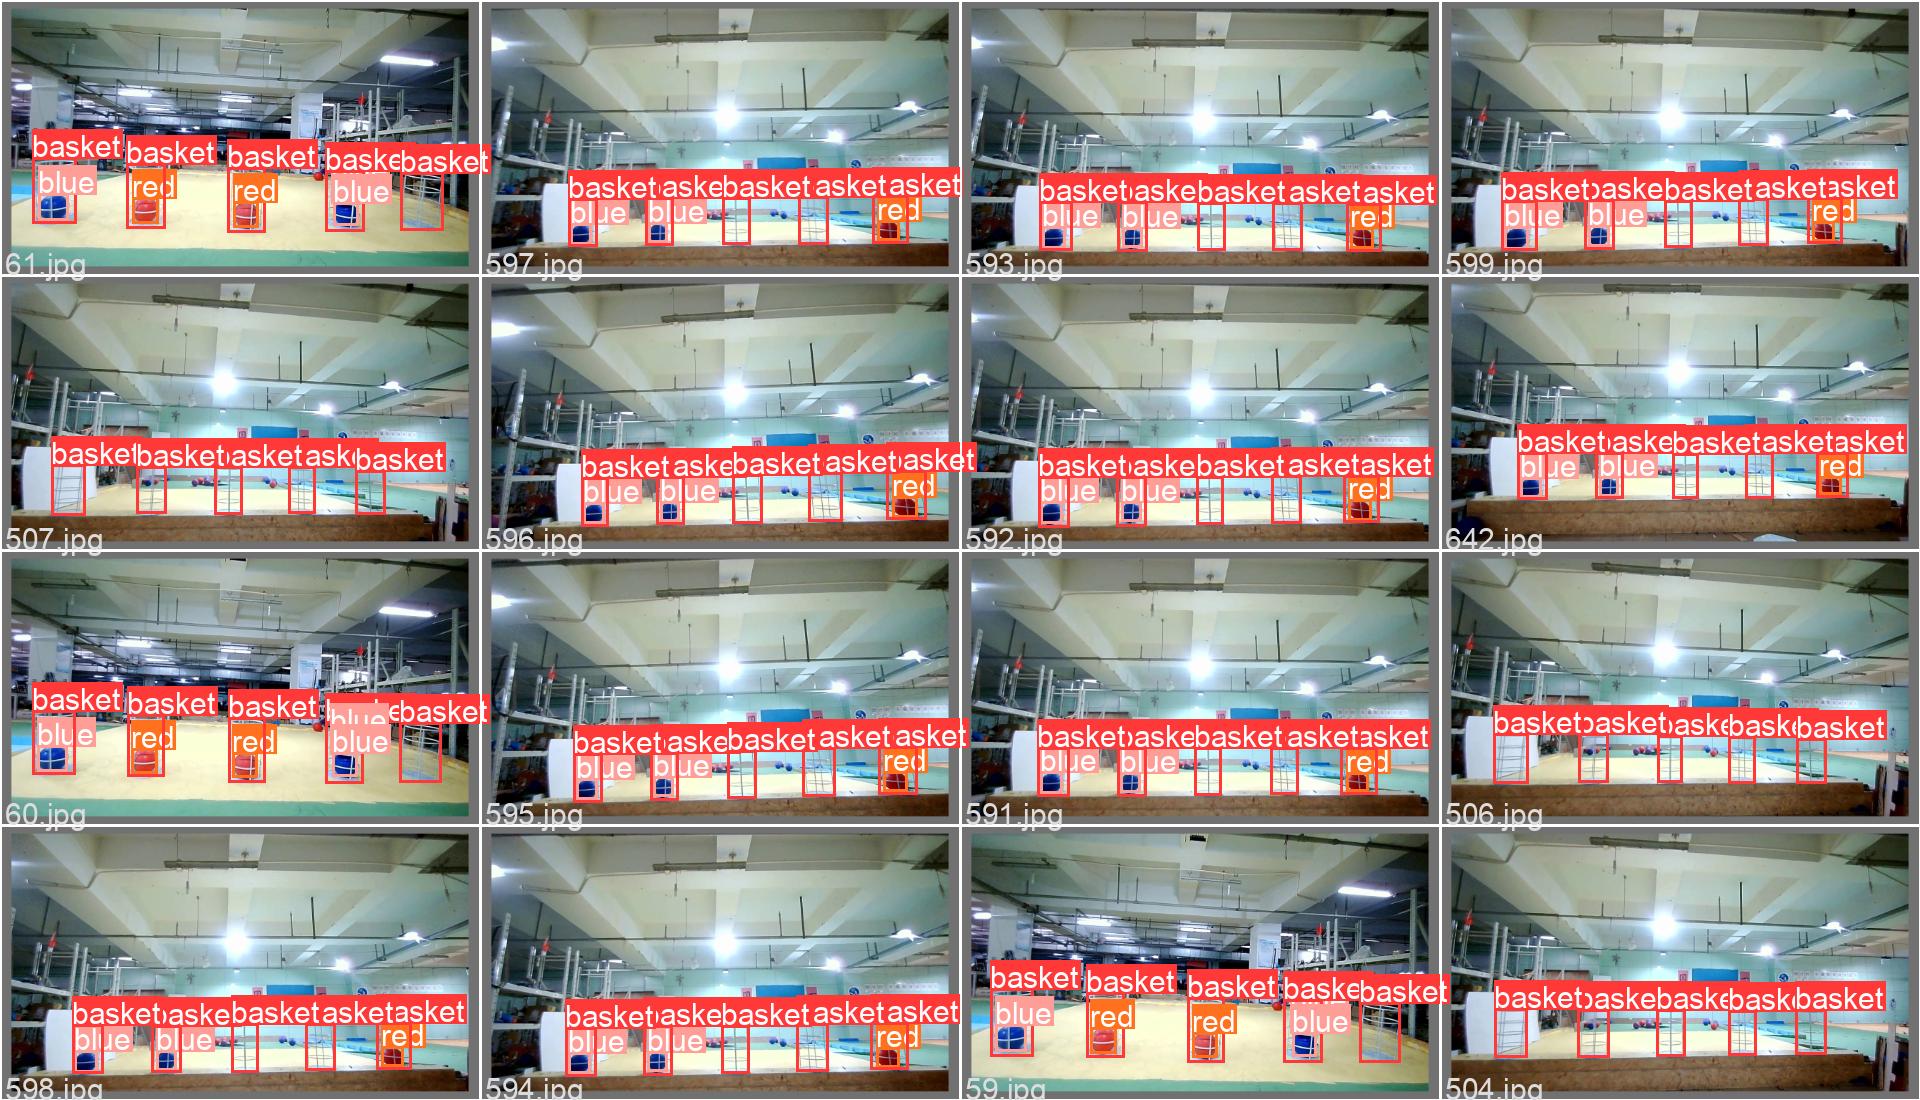 basket basket basket basket basket
blue red red blue
61.jpg
basket aske basket asket asket
blue blue red
597.jpg
basket aske basket asket asket
blue blue red
593.jpg
basket aske basket asket asket
blue blue red
599.jpg
basket basket basket ask basket
507.jpg
basket aske basket asket basket
blue blue red
596.jpg
basket aske basket asket asket
blue blue red
592.jpg
basket aske basket asket asket
blue blue red
642.jpg
basket basket basket basket
blue red red blue blue
60.jpg
basket aske basket asket asket
blue blue red
595.jpg
basket aske basket asket asket
blue blue red
591.jpg
basket basket baske baske basket
506.jpg
basket aske basket asket asket
blue blue red
598.jpg
basket aske basket asket asket
blue blue red
594.jpg
basket basket basket baske basket
blue red red blue
59.jpg
basket aske baske bask basket
504.jpg